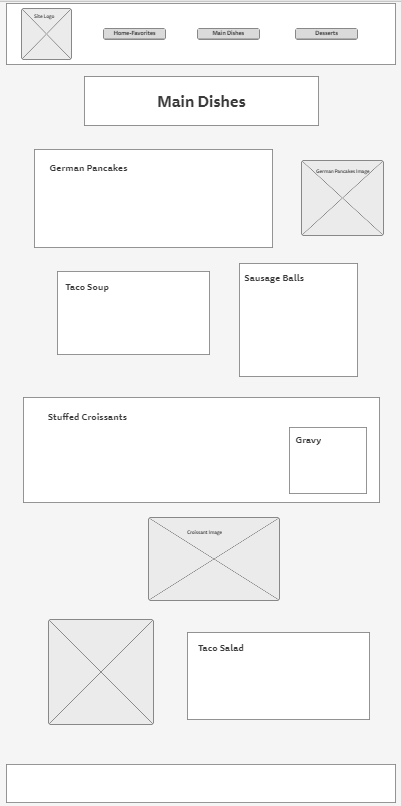 Site Logo
Home-Favorites
Main Dishes
Desserts
Main Dishes
German Pancakes
German Pancakes Image
Taco Soup
Sausage Balls
Stuffed Croissants
Gravy
Croissant Image
Taco Salad